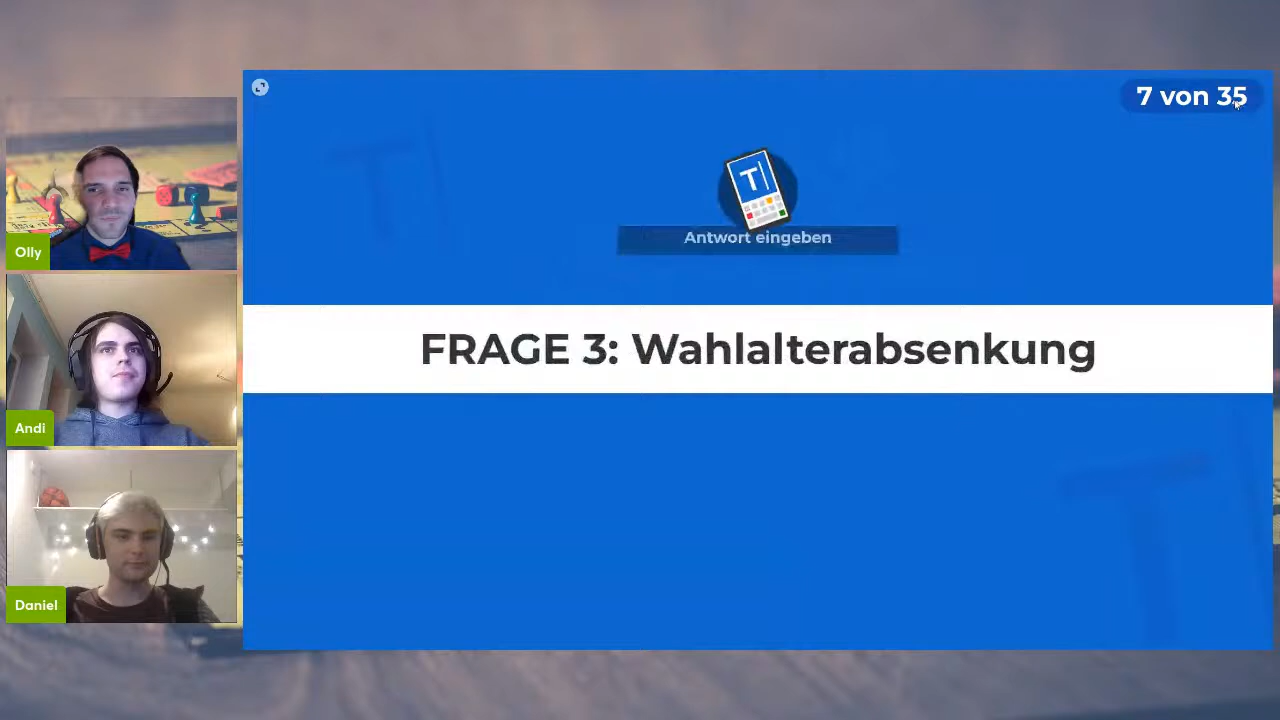 7 von 35
T
Antwort eingeben
FRAGE 3: Wahlalterabsenkung
Olly
Andi
Daniel